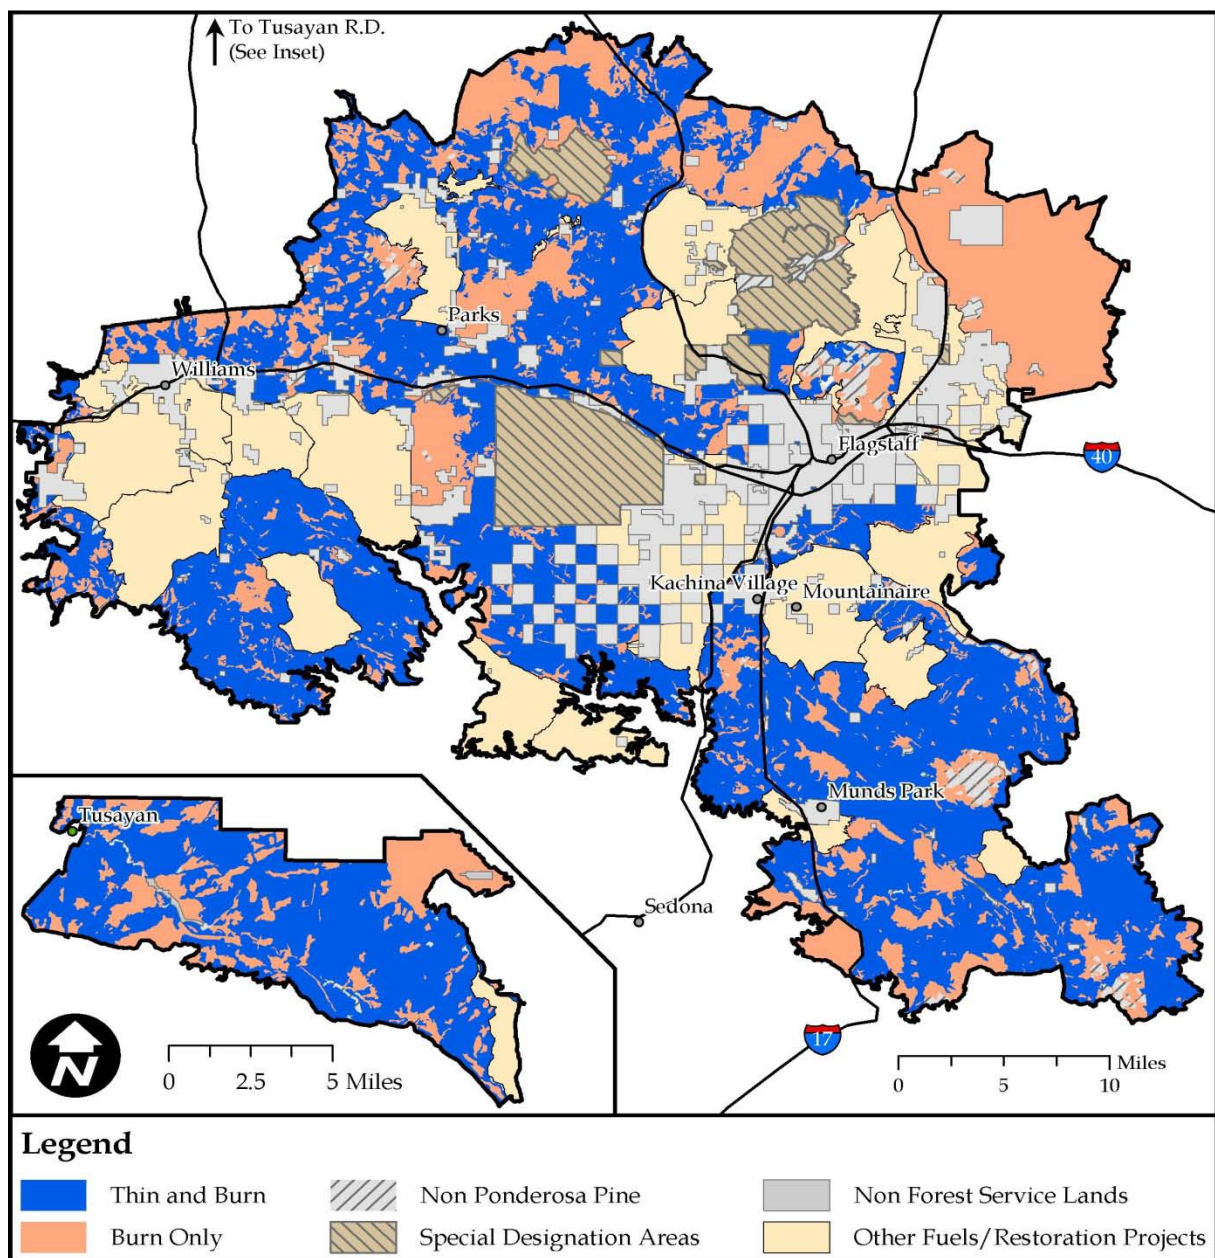 To Tusayan R.D.
(See Inset)
Parks
Williams
Flagstaff
40
Kachina Village
Mountainaire
Munds Park
Tusayan
Sedona
17
N
0 2.5 5 Miles
Miles
0 5 10
Legend
Thin and Burn
Non Ponderosa Pine
Non Forest Service Lands
Burn Only
Special Designation Areas
Other Fuels/Restoration Projects